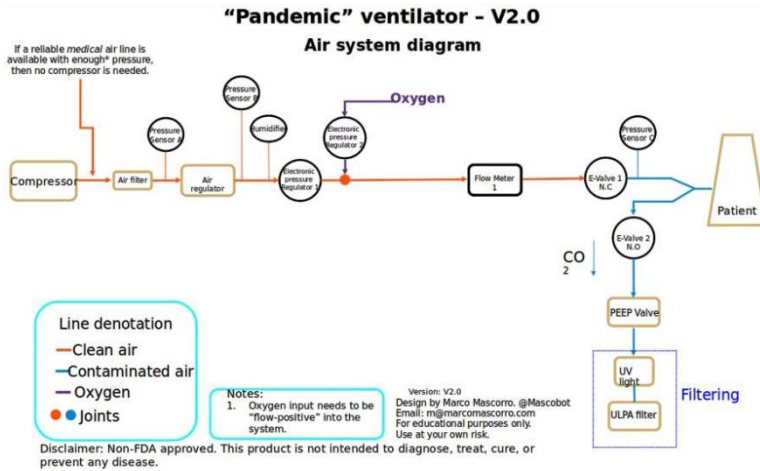 “Pandemic” ventilator – V2.0
Air system diagram
If a reliable medical air line is
available with enough* pressure,
then no compressor is needed.
Compressor
Air filter
Pressure
Sensor A
Air
regulator
Pressure
Sensor B
Humidifier
Electronic
pressure
Regulator 1
Electronic
pressure
Regulator 2
Oxygen
Flow Meter
1
E-Valve 1
N.C
Pressure
Sensor C
Patient
E-Valve 2
N.O
CO
2
PEEP Valve
UV
light
ULPA filter
Filtering
Line denotation
Clean air
Contaminated air
Oxygen
Joints
Notes:
1. Oxygen input needs to be
“flow-positive” into the
system.
Version: V2.0
Design by Marco Mascorro. @Mascobot
Email: m@marcomascorro.com
For educational purposes only.
Use at your own risk.
Disclaimer: Non-FDA approved. This product is not intended to diagnose, treat, cure, or
prevent any disease.